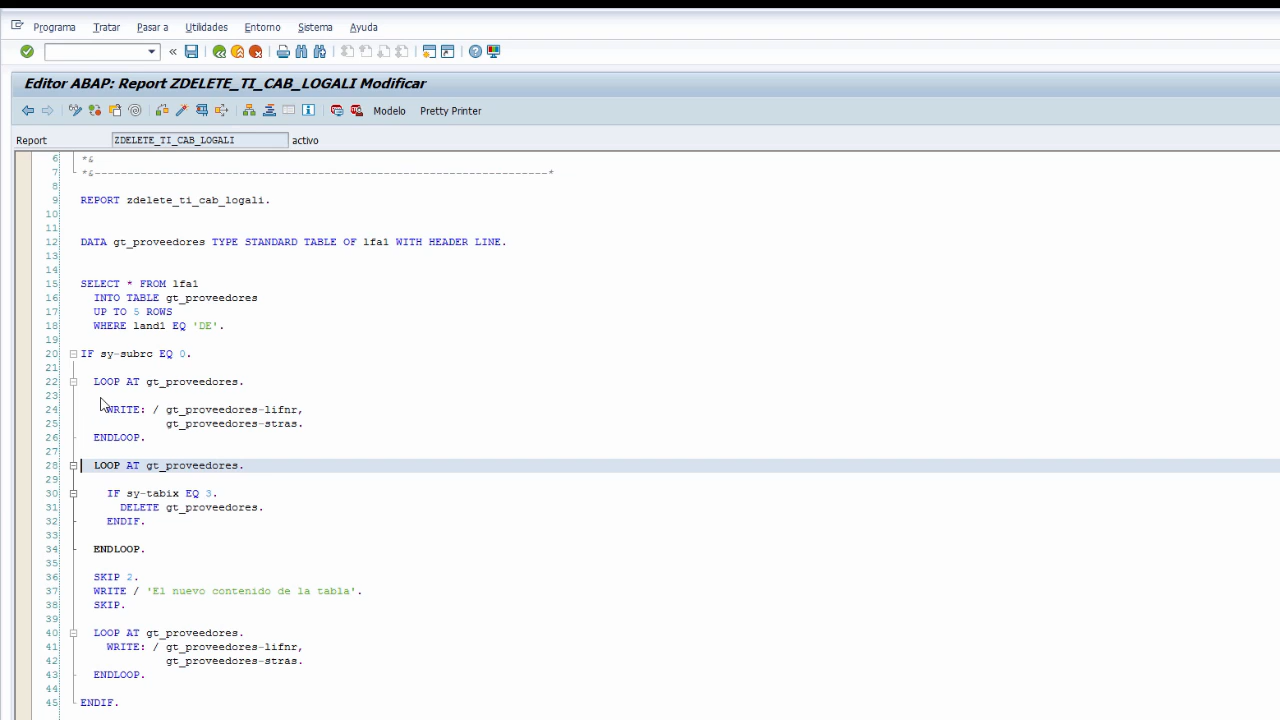 Programa Tratar Pasar a Utilidades Entorno Sistema Ayuda
Editor ABAP: Report ZDELETE_TI_CAB_LOGALI Modificar
Modelo Pretty Printer
Report ZDELETE_TI_CAB_LOGALI activo
6 *&
7 *&---------------------------------------------------------------------*
8
9 REPORT zdelete_ti_cab_logali.
10
11
12 DATA gt_proveedores TYPE STANDARD TABLE OF lfa1 WITH HEADER LINE.
13
14
15 SELECT * FROM lfa1
16 INTO TABLE gt_proveedores
17 UP TO 5 ROWS
18 WHERE land1 EQ 'DE'.
19
20 IF sy-subrc EQ 0.
21
22 LOOP AT gt_proveedores.
23
24 WRITE: / gt_proveedores-lifnr,
25 gt_proveedores-stras.
26 ENDLOOP.
27
28 LOOP AT gt_proveedores.
29
30 IF sy-tabix EQ 3.
31 DELETE gt_proveedores.
32 ENDIF.
33
34 ENDLOOP.
35
36 SKIP 2.
37 WRITE / 'El nuevo contenido de la tabla'.
38 SKIP.
39
40 LOOP AT gt_proveedores.
41 WRITE: / gt_proveedores-lifnr,
42 gt_proveedores-stras.
43 ENDLOOP.
44
45 ENDIF.